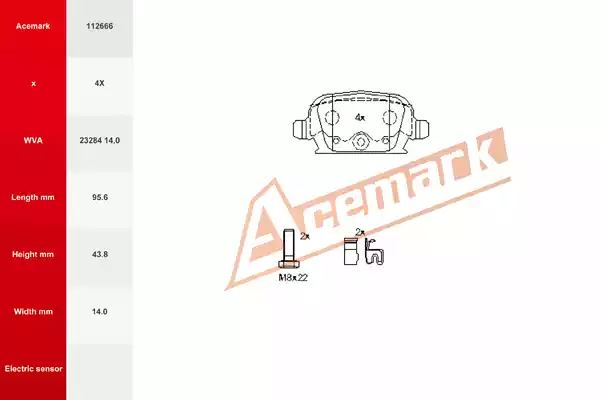 Acemark 112666
x 4X
WVA 23284 14,0
Length mm 95.6
Height mm 43.8
Width mm 14.0
Electric sensor
4x
Acemark
2x
2x
M8x22